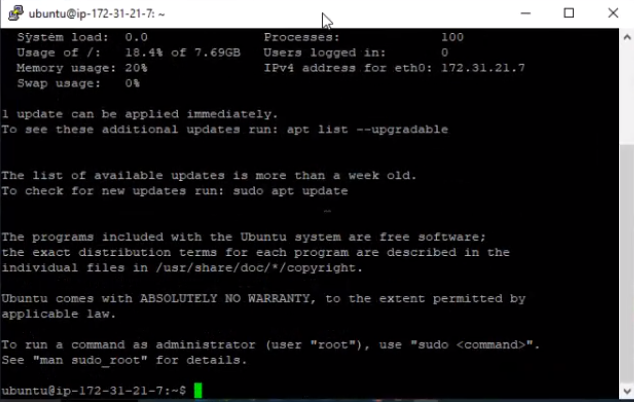 ubuntu@ip-172-31-21-7: ~
System load: 0.0 Processes: 100
Usage of /: 18.4% of 7.69GB Users logged in: 0
Memory usage: 20% IPv4 address for eth0: 172.31.21.7
Swap usage: 0%
1 update can be applied immediately.
To see these additional updates run: apt list --upgradable
The list of available updates is more than a week old.
To check for new updates run: sudo apt update
The programs included with the Ubuntu system are free software;
the exact distribution terms for each program are described in the
individual files in /usr/share/doc/*/copyright.
Ubuntu comes with ABSOLUTELY NO WARRANTY, to the extent permitted by
applicable law.
To run a command as administrator (user "root"), use "sudo <command>".
See "man sudo_root" for details.
ubuntu@ip-172-31-21-7:~$